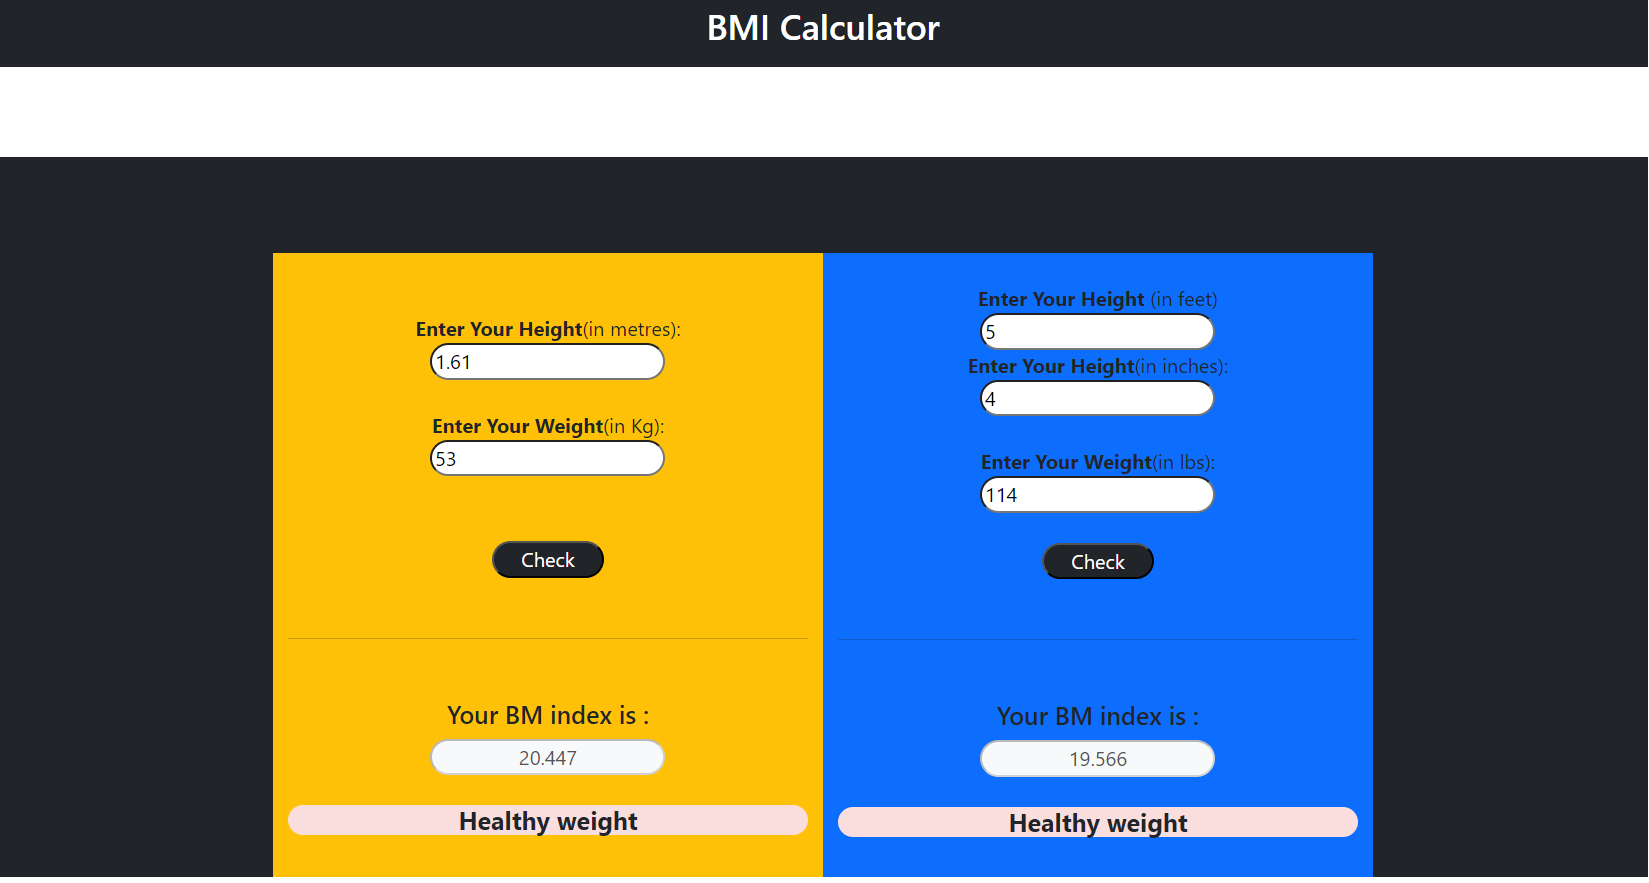 BMI Calculator
Enter Your Height(in metres):
1.61
Enter Your Weight(in Kg):
53
Check
Your BM index is :
20.447
Healthy weight
Enter Your Height (in feet)
5
Enter Your Height(in inches):
4
Enter Your Weight(in lbs):
114
Check
Your BM index is :
19.566
Healthy weight